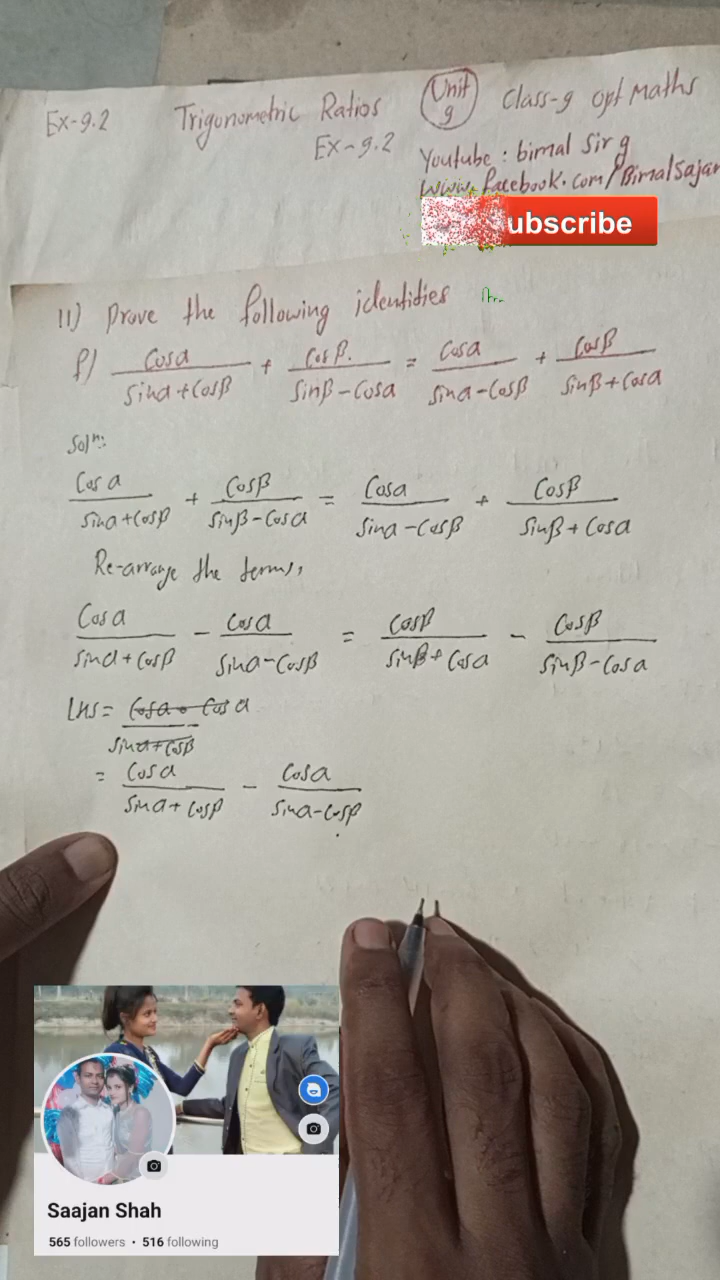 Ex-9.2 Trigonometric Ratios Unit 9 Class-9 opt Maths
Ex-9.2
Youtube : bimal Sir g
www.facebook.com/BimalSajan
ubscribe
11) Prove the following identities
f) Cosα/(Sinα+Cosβ) + Cosβ/(Sinβ-Cosα) = Cosα/(Sinα-Cosβ) + Cosβ/(Sinβ+Cosα)
Solⁿ:
Cosα/(Sinα+Cosβ) + Cosβ/(Sinβ-Cosα) = Cosα/(Sinα-Cosβ) + Cosβ/(Sinβ+Cosα)
Re-arrange the terms,
Cosα/(Sinα+Cosβ) - Cosα/(Sinα-Cosβ) = Cosβ/(Sinβ+Cosα) - Cosβ/(Sinβ-Cosα)
LHS =
= Cosα/(Sinα+Cosβ) - Cosα/(Sinα-Cosβ)
Saajan Shah
565 followers • 516 following